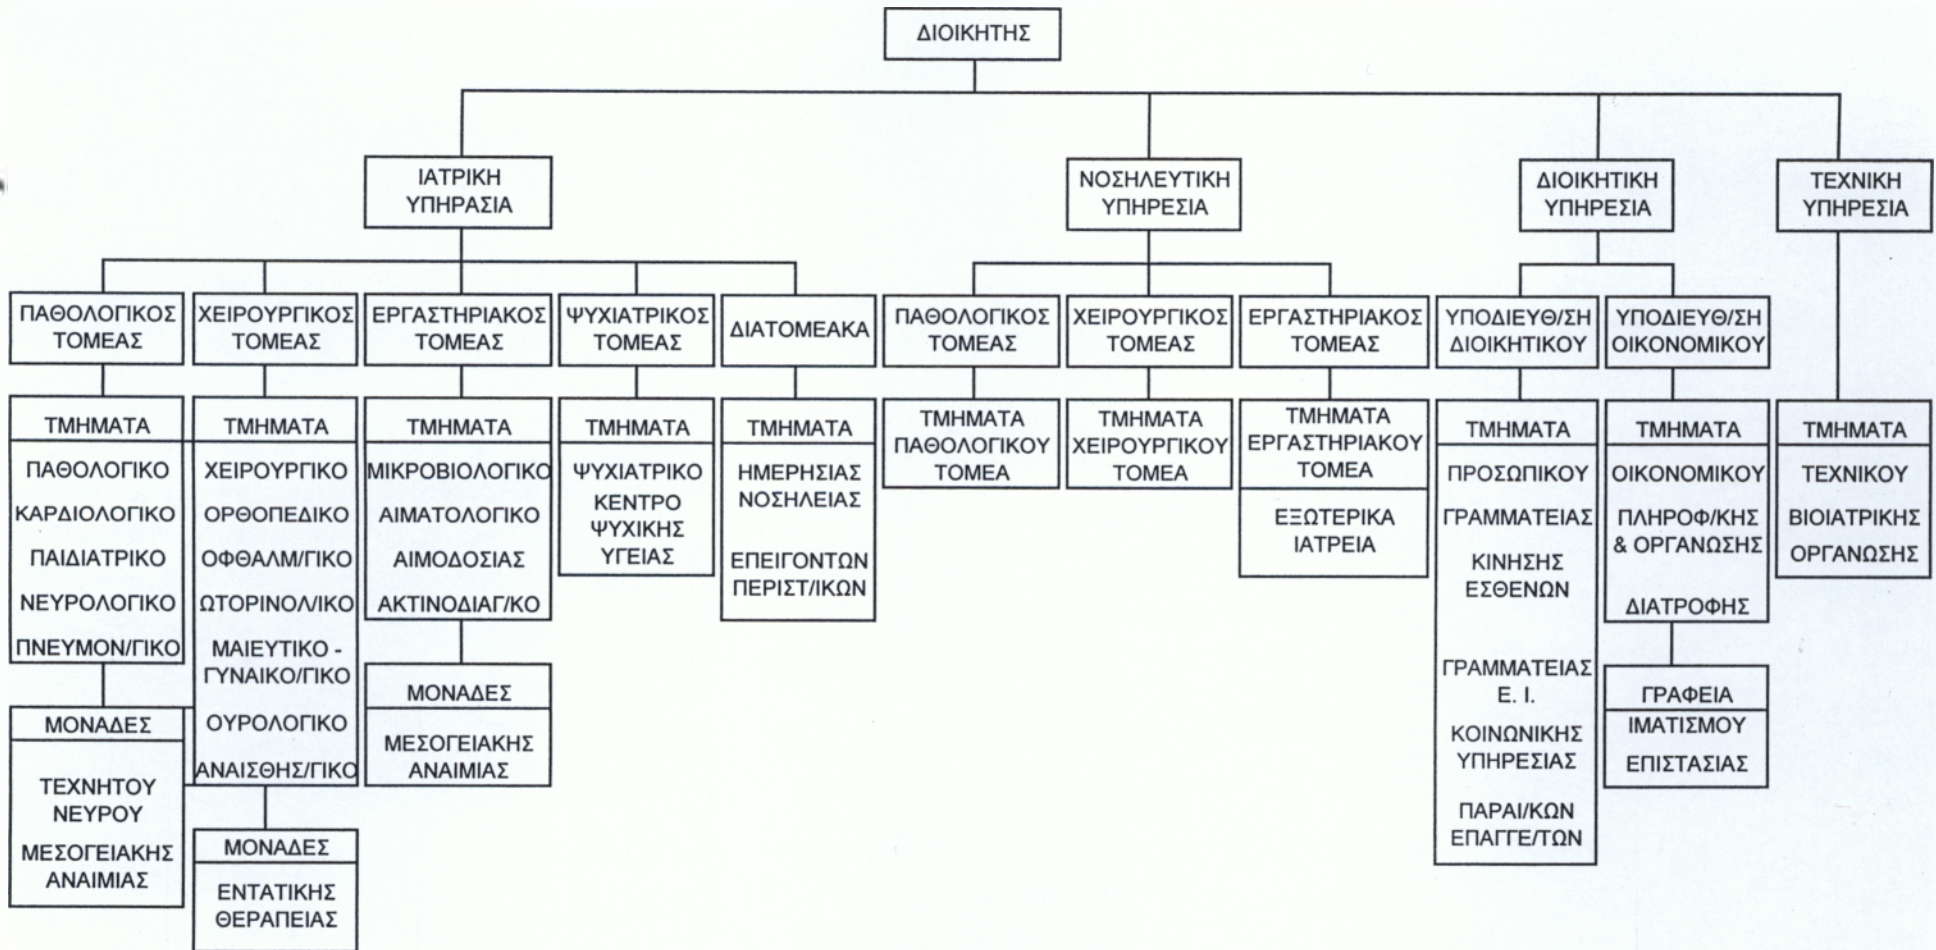 ΔΙΟΙΚΗΤΗΣ
ΙΑΤΡΙΚΗ
ΥΠΗΡΑΣΙΑ
ΝΟΣΗΛΕΥΤΙΚΗ
ΥΠΗΡΕΣΙΑ
ΔΙΟΙΚΗΤΙΚΗ
ΥΠΗΡΕΣΙΑ
ΤΕΧΝΙΚΗ
ΥΠΗΡΕΣΙΑ
ΠΑΘΟΛΟΓΙΚΟΣ
ΤΟΜΕΑΣ
ΧΕΙΡΟΥΡΓΙΚΟΣ
ΤΟΜΕΑΣ
ΕΡΓΑΣΤΗΡΙΑΚΟΣ
ΤΟΜΕΑΣ
ΨΥΧΙΑΤΡΙΚΟΣ
ΤΟΜΕΑΣ
ΔΙΑΤΟΜΕΑΚΑ
ΠΑΘΟΛΟΓΙΚΟΣ
ΤΟΜΕΑΣ
ΧΕΙΡΟΥΡΓΙΚΟΣ
ΤΟΜΕΑΣ
ΕΡΓΑΣΤΗΡΙΑΚΟΣ
ΤΟΜΕΑΣ
ΥΠΟΔΙΕΥΘ/ΣΗ
ΔΙΟΙΚΗΤΙΚΟΥ
ΥΠΟΔΙΕΥΘ/ΣΗ
ΟΙΚΟΝΟΜΙΚΟΥ
ΤΜΗΜΑΤΑ
ΠΑΘΟΛΟΓΙΚΟ
ΚΑΡΔΙΟΛΟΓΙΚΟ
ΠΑΙΔΙΑΤΡΙΚΟ
ΝΕΥΡΟΛΟΓΙΚΟ
ΠΝΕΥΜΟΝ/ΓΙΚΟ
ΜΟΝΑΔΕΣ
ΤΕΧΝΗΤΟΥ
ΝΕΥΡΟΥ
ΜΕΣΟΓΕΙΑΚΗΣ
ΑΝΑΙΜΙΑΣ
ΤΜΗΜΑΤΑ
ΧΕΙΡΟΥΡΓΙΚΟ
ΟΡΘΟΠΕΔΙΚΟ
ΟΦΘΑΛΜ/ΓΙΚΟ
ΩΤΟΡΙΝΟΛ/ΙΚΟ
ΜΑΙΕΥΤΙΚΟ -
ΓΥΝΑΙΚΟ/ΓΙΚΟ
ΟΥΡΟΛΟΓΙΚΟ
ΑΝΑΙΣΘΗΣ/ΓΙΚΟ
ΜΟΝΑΔΕΣ
ΕΝΤΑΤΙΚΗΣ
ΘΕΡΑΠΕΙΑΣ
ΤΜΗΜΑΤΑ
ΜΙΚΡΟΒΙΟΛΟΓΙΚΟ
ΑΙΜΑΤΟΛΟΓΙΚΟ
ΑΙΜΟΔΟΣΙΑΣ
ΑΚΤΙΝΟΔΙΑΓ/ΚΟ
ΜΟΝΑΔΕΣ
ΜΕΣΟΓΕΙΑΚΗΣ
ΑΝΑΙΜΙΑΣ
ΤΜΗΜΑΤΑ
ΨΥΧΙΑΤΡΙΚΟ
ΚΕΝΤΡΟ
ΨΥΧΙΚΗΣ
ΥΓΕΙΑΣ
ΤΜΗΜΑΤΑ
ΗΜΕΡΗΣΙΑΣ
ΝΟΣΗΛΕΙΑΣ
ΕΠΕΙΓΟΝΤΩΝ
ΠΕΡΙΣΤ/ΙΚΩΝ
ΤΜΗΜΑΤΑ
ΠΑΘΟΛΟΓΙΚΟΥ
ΤΟΜΕΑ
ΤΜΗΜΑΤΑ
ΧΕΙΡΟΥΡΓΙΚΟΥ
ΤΟΜΕΑ
ΤΜΗΜΑΤΑ
ΕΡΓΑΣΤΗΡΙΑΚΟΥ
ΤΟΜΕΑ
ΕΞΩΤΕΡΙΚΑ
ΙΑΤΡΕΙΑ
ΤΜΗΜΑΤΑ
ΠΡΟΣΩΠΙΚΟΥ
ΓΡΑΜΜΑΤΕΙΑΣ
ΚΙΝΗΣΗΣ
ΕΣΘΕΝΩΝ
ΓΡΑΜΜΑΤΕΙΑΣ
Ε. Ι.
ΚΟΙΝΩΝΙΚΗΣ
ΥΠΗΡΕΣΙΑΣ
ΠΑΡΑΙ/ΚΩΝ
ΕΠΑΓΓΕ/ΤΩΝ
ΤΜΗΜΑΤΑ
ΟΙΚΟΝΟΜΙΚΟΥ
ΠΛΗΡΟΦ/ΚΗΣ
& ΟΡΓΑΝΩΣΗΣ
ΔΙΑΤΡΟΦΗΣ
ΓΡΑΦΕΙΑ
ΙΜΑΤΙΣΜΟΥ
ΕΠΙΣΤΑΣΙΑΣ
ΤΜΗΜΑΤΑ
ΤΕΧΝΙΚΟΥ
ΒΙΟΙΑΤΡΙΚΗΣ
ΟΡΓΑΝΩΣΗΣ